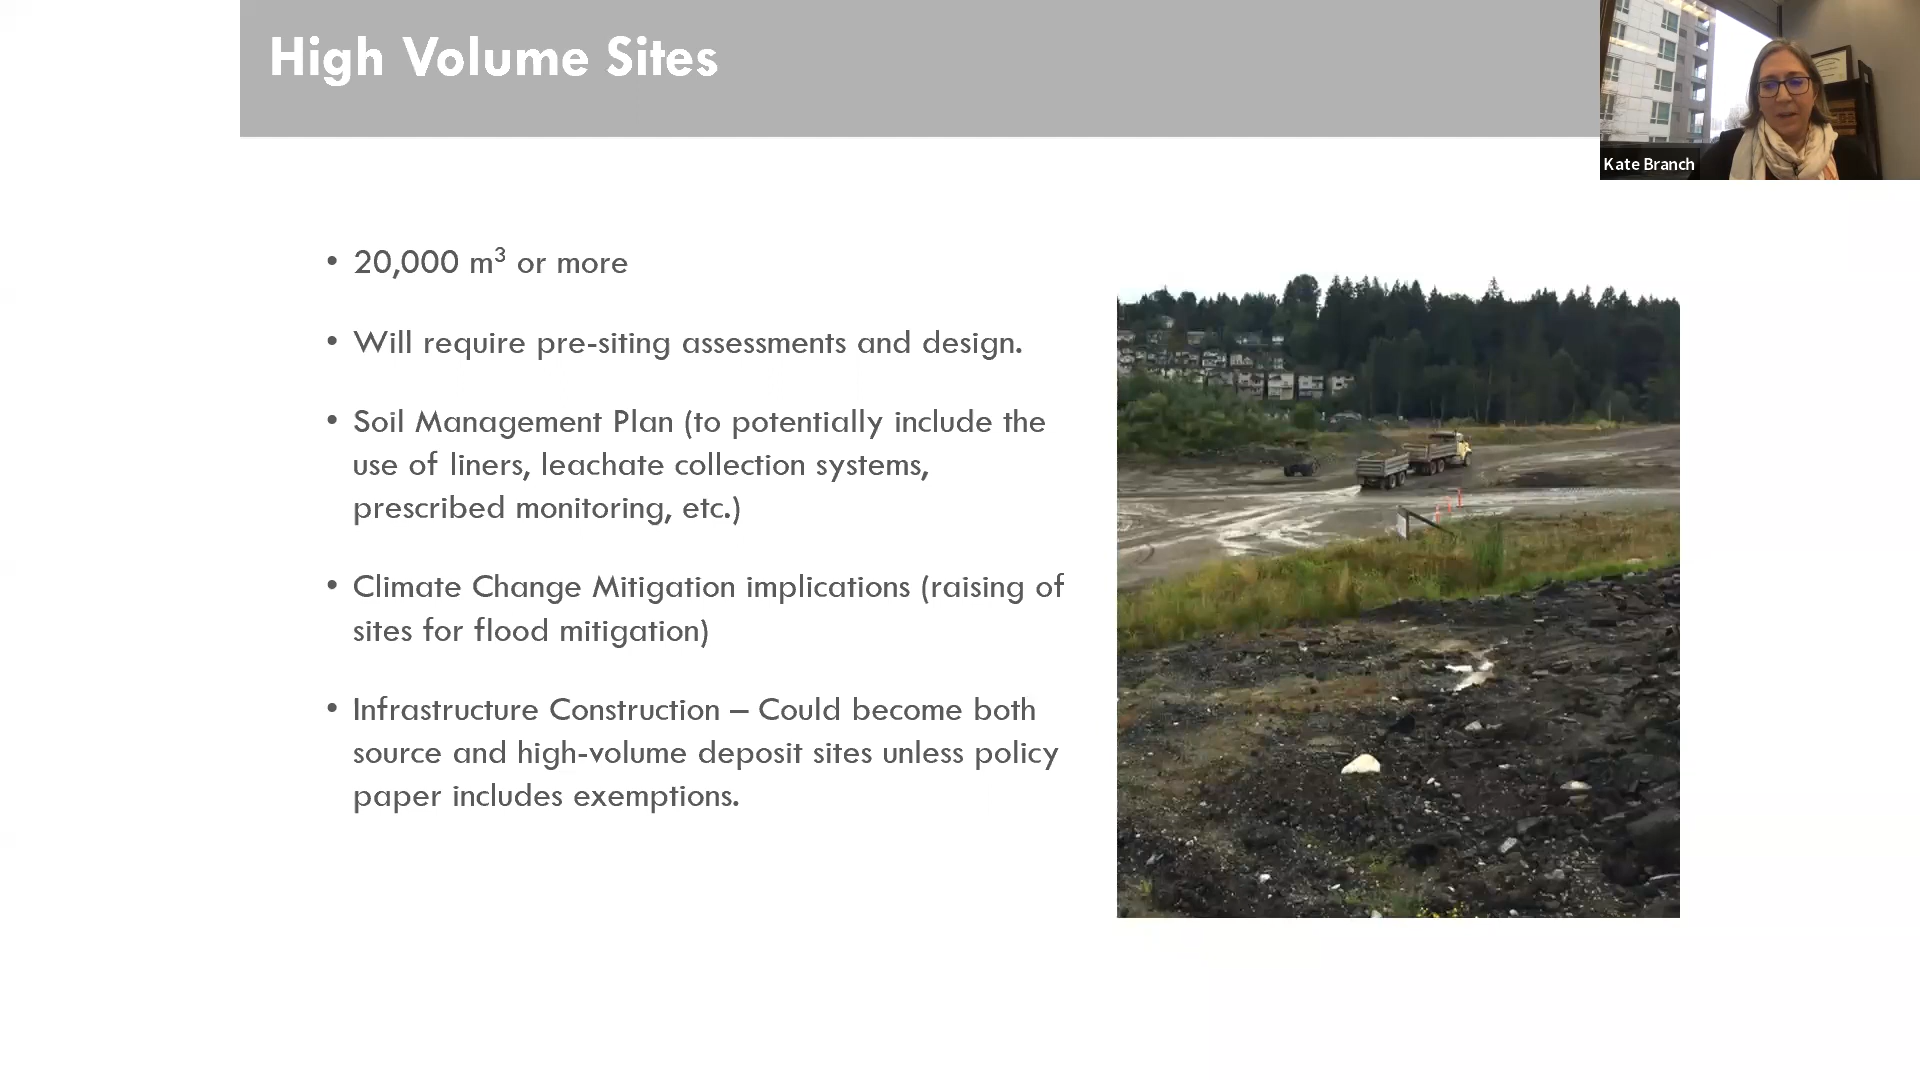 High Volume Sites
Kate Branch
• 20,000 m³ or more
• Will require pre-siting assessments and design.
• Soil Management Plan (to potentially include the
use of liners, leachate collection systems,
prescribed monitoring, etc.)
• Climate Change Mitigation implications (raising of
sites for flood mitigation)
• Infrastructure Construction – Could become both
source and high-volume deposit sites unless policy
paper includes exemptions.